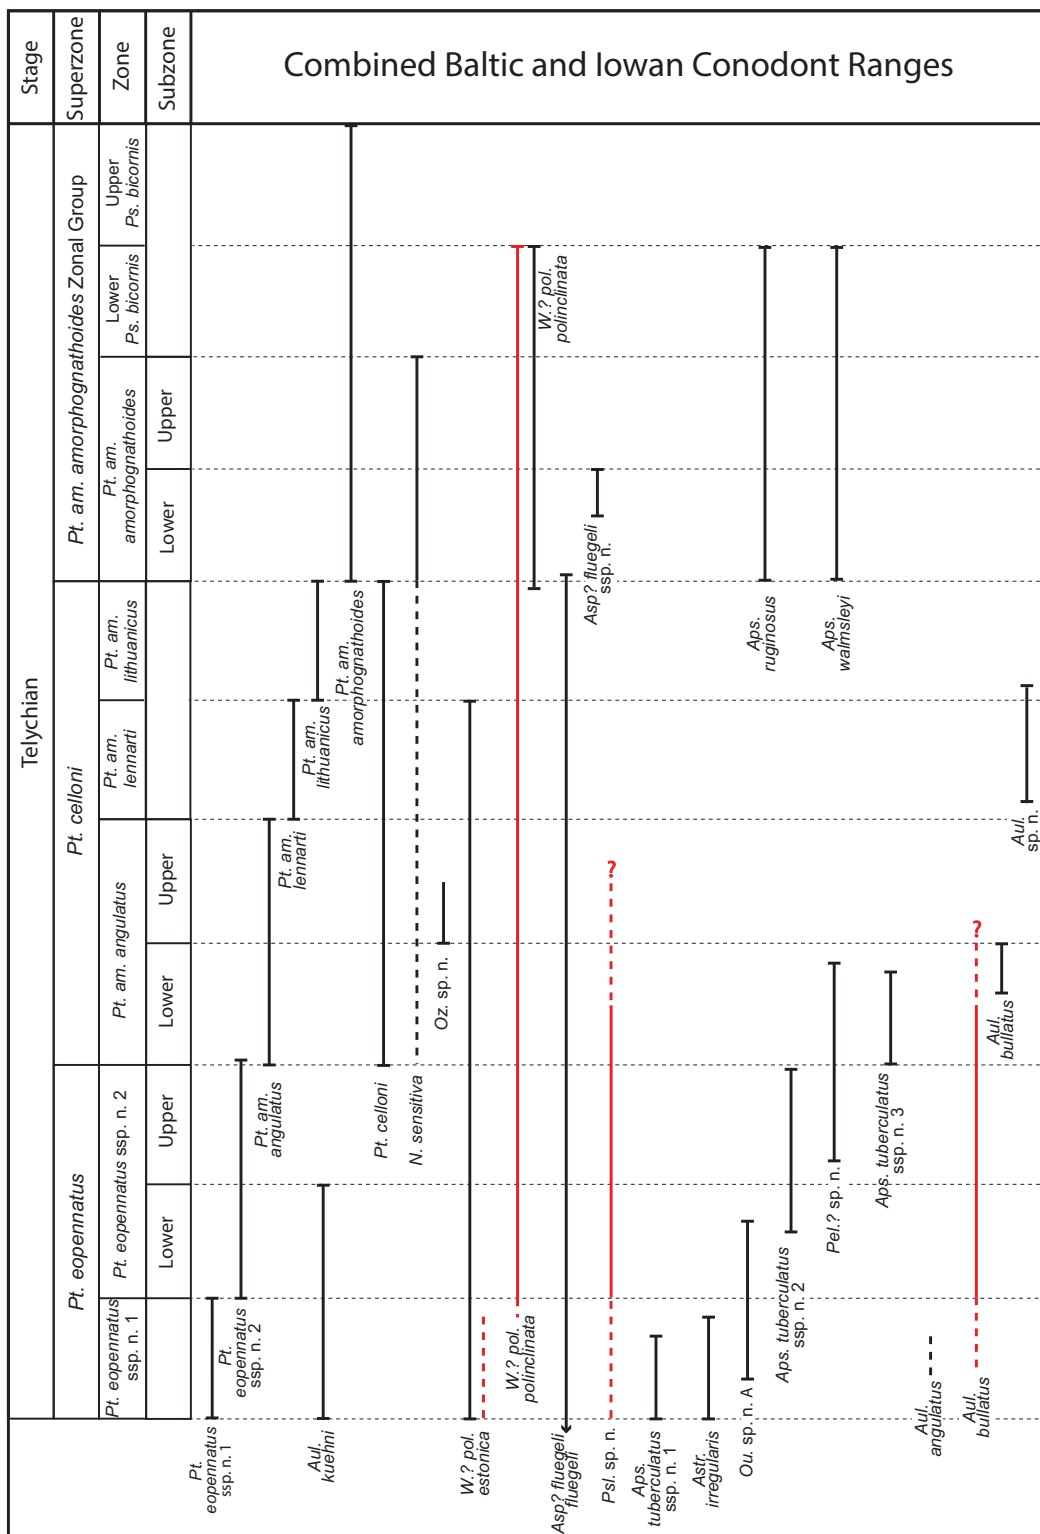 Combined Baltic and Iowan Conodont Ranges
Stage
Superzone
Zone
Subzone
Telychian
Pt. am. amorphognathoides Zonal Group
Pt. celloni
Pt. eopennatus
Upper
Ps. bicornis
Lower
Ps. bicornis
Pt. am.
amorphognathoides
Pt. am.
lithuanicus
Pt. am.
lennarti
Pt. am. angulatus
Pt. eopennatus ssp. n. 2
Pt. eopennatus
ssp. n. 1
Upper
Lower
Upper
Lower
Upper
Lower
Pt.
eopennatus
ssp. n. 1
Pt.
eopennatus
ssp. n. 2
Pt. am.
angulatus
Pt. am.
lennarti
Pt. am.
lithuanicus
Aul.
kuehni
Pt. am.
amorphognathoides
Pt. celloni
N. sensitiva
Oz. sp. n.
W.? pol.
estonica
W.? pol.
polinclinata
W.? pol.
polinclinata
Asp? fluegeli
fluegeli
Asp? fluegeli
ssp. n.
Psl. sp. n.
?
Aps.
tuberculatus
ssp. n. 1
Astr.
irregularis
Ou. sp. n. A
Aps.
ruginosus
Aps. tuberculatus
ssp. n. 2
Pel.? sp. n.
Aps.
walmsleyi
Aps. tuberculatus
ssp. n. 3
Aul.
angulatus
Aul.
bullatus
?
Aul.
bullatus
Aul.
sp. n.